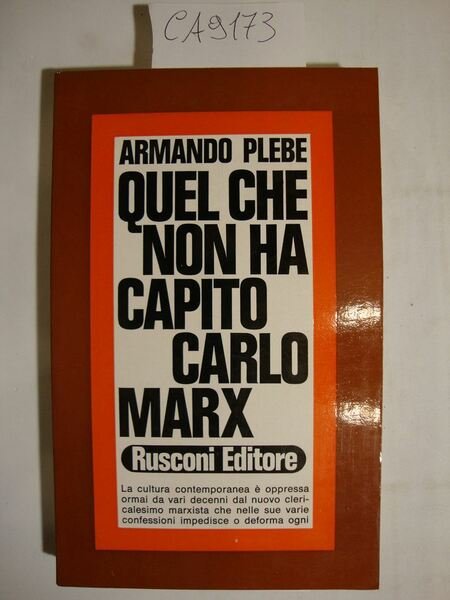 CA9173
ARMANDO PLEBE
QUEL CHE
NON HA
CAPITO
CARLO
MARX
Rusconi Editore
La cultura contemporanea è oppressa
ormai da vari decenni dal nuovo cleri-
calesimo marxista che nelle sue varie
confessioni impedisce o deforma ogni